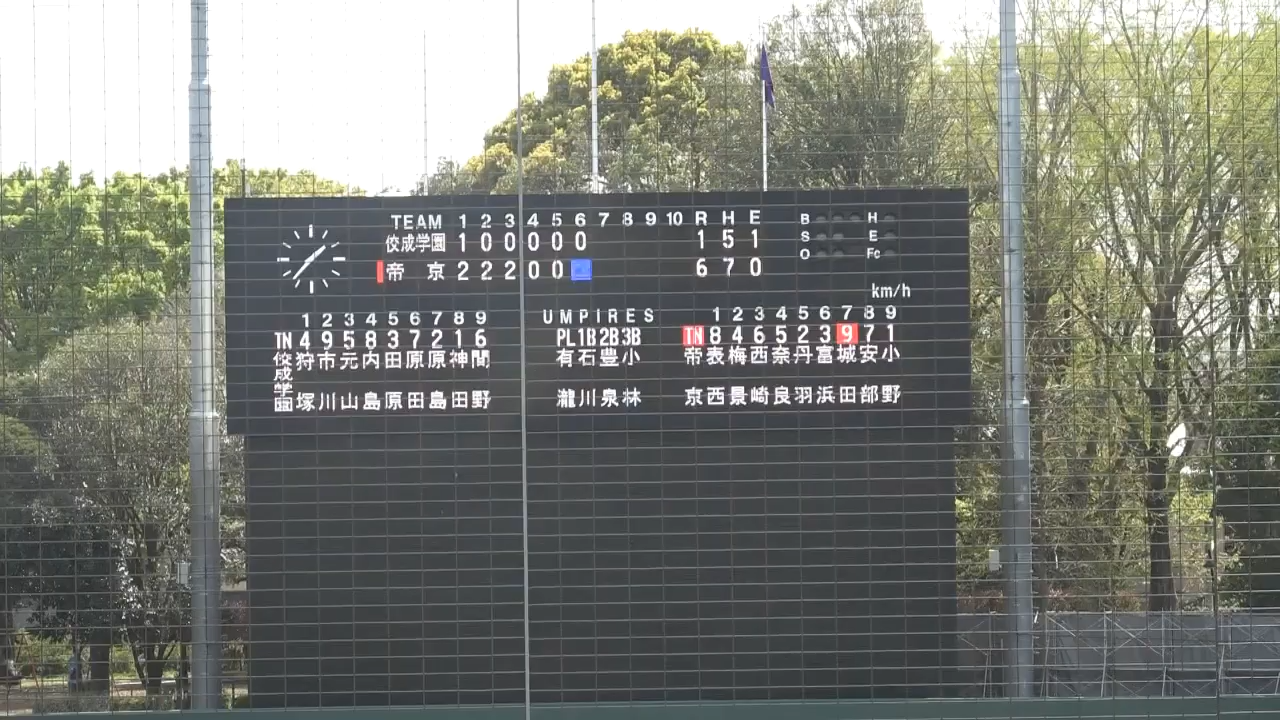 TEAM 1 2 3 4 5 6 7 8 9 10 R H E B H
佼成学園 1 0 0 0 0 0 1 5 1 S E
帝京 2 2 2 0 0 6 7 0 O Fc
km/h
1 2 3 4 5 6 7 8 9 UMPIRES 1 2 3 4 5 6 7 8 9
TN 4 9 5 8 3 7 2 1 6 PL 1B 2B 3B TN 8 4 6 5 2 3 9 7 1
佼成学園 狩塚 市川 元山 内島 田原 原田 原島 神田 間野 有瀧 石川 豊泉 小林 帝京 表西 梅景 西崎 奈良 丹羽 富浜 城田 安部 小野